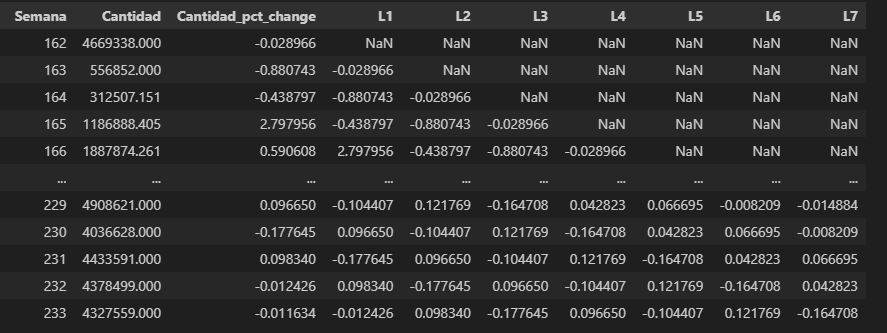 Semana Cantidad Cantidad_pct_change L1 L2 L3 L4 L5 L6 L7
162 4669338.000 -0.028966 NaN NaN NaN NaN NaN NaN NaN
163 556852.000 -0.880743 -0.028966 NaN NaN NaN NaN NaN NaN
164 312507.151 -0.438797 -0.880743 -0.028966 NaN NaN NaN NaN NaN
165 1186888.405 2.797956 -0.438797 -0.880743 -0.028966 NaN NaN NaN NaN
166 1887874.261 0.590608 2.797956 -0.438797 -0.880743 -0.028966 NaN NaN NaN
... ... ... ... ... ... ... ... ... ...
229 4908621.000 0.096650 -0.104407 0.121769 -0.164708 0.042823 0.066695 -0.008209 -0.014884
230 4036628.000 -0.177645 0.096650 -0.104407 0.121769 -0.164708 0.042823 0.066695 -0.008209
231 4433591.000 0.098340 -0.177645 0.096650 -0.104407 0.121769 -0.164708 0.042823 0.066695
232 4378499.000 -0.012426 0.098340 -0.177645 0.096650 -0.104407 0.121769 -0.164708 0.042823
233 4327559.000 -0.011634 -0.012426 0.098340 -0.177645 0.096650 -0.104407 0.121769 -0.164708